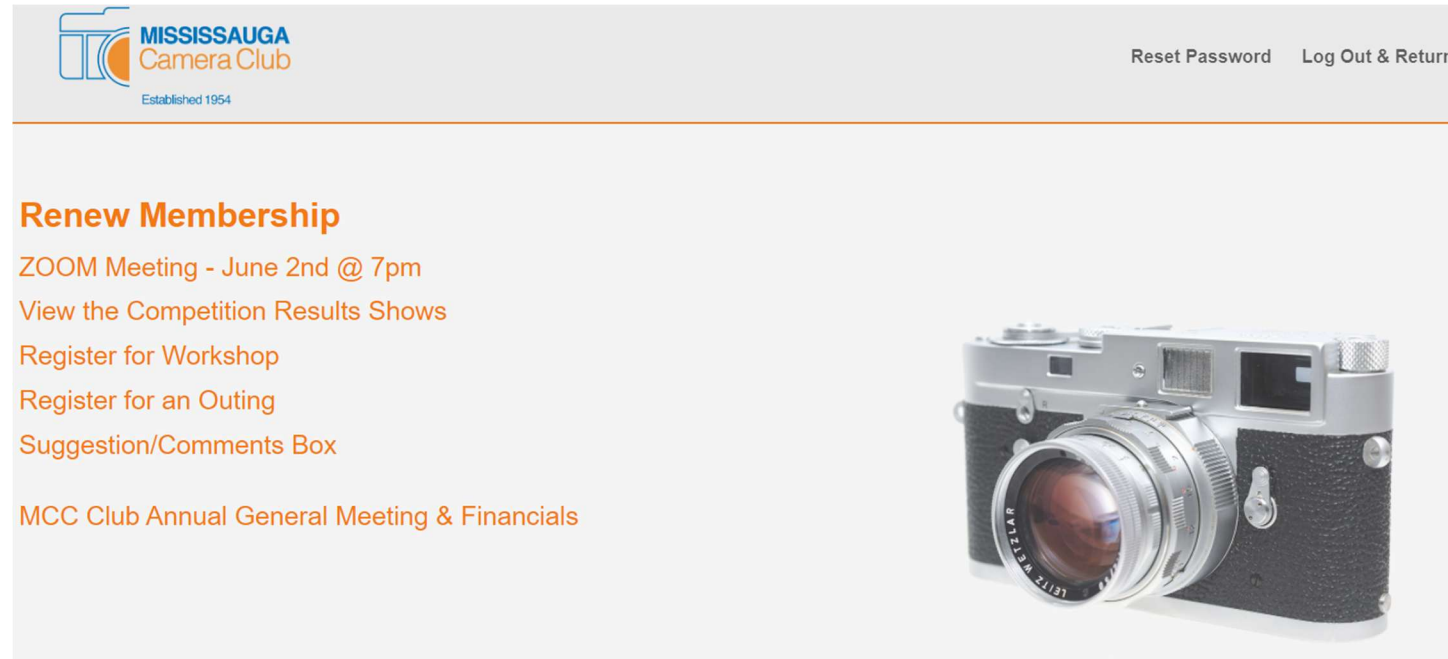 MISSISSAUGA
Camera Club
Established 1954
Reset Password Log Out & Return
Renew Membership
ZOOM Meeting - June 2nd @ 7pm
View the Competition Results Shows
Register for Workshop
Register for an Outing
Suggestion/Comments Box
MCC Club Annual General Meeting & Financials
LEITZ WETZLAR